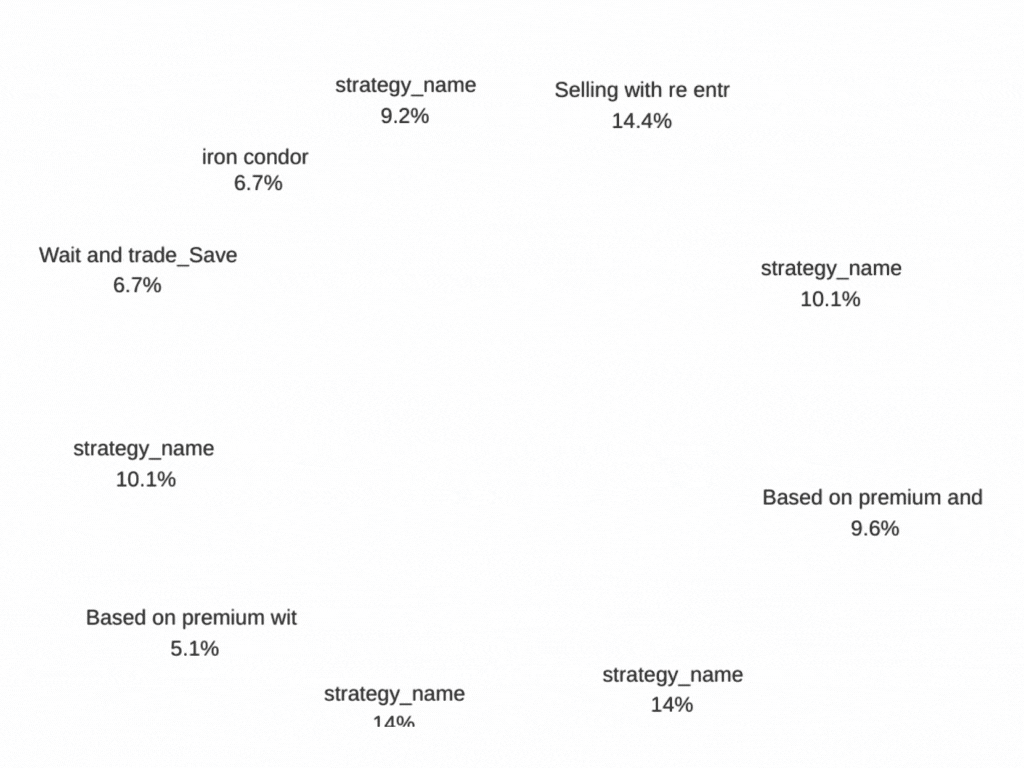 strategy_name
9.2%
Selling with re entr
14.4%
iron condor
6.7%
Wait and trade_Save
6.7%
strategy_name
10.1%
strategy_name
10.1%
Based on premium and
9.6%
Based on premium wit
5.1%
strategy_name
14%
strategy_name
14%